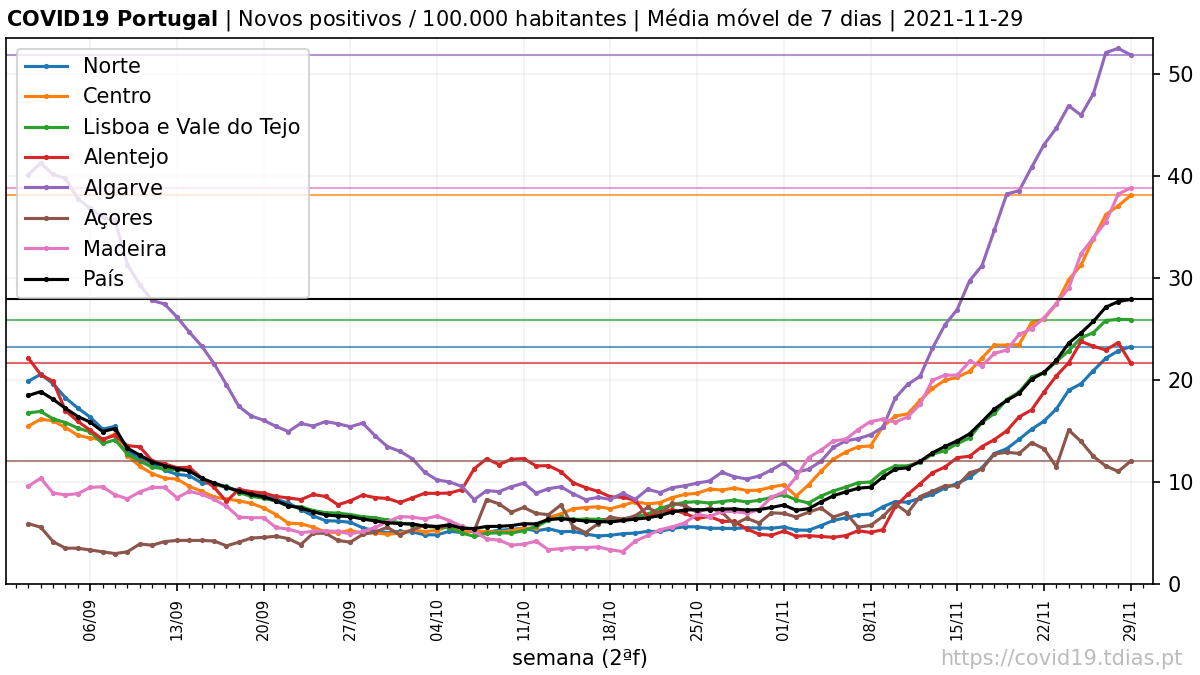 COVID19 Portugal | Novos positivos / 100.000 habitantes | Média móvel de 7 dias | 2021-11-29
Norte
Centro
Lisboa e Vale do Tejo
Alentejo
Algarve
Açores
Madeira
País
50
40
30
20
10
0
06/09
13/09
20/09
27/09
04/10
11/10
18/10
25/10
01/11
08/11
15/11
22/11
29/11
semana (2ªf)
https://covid19.tdias.pt